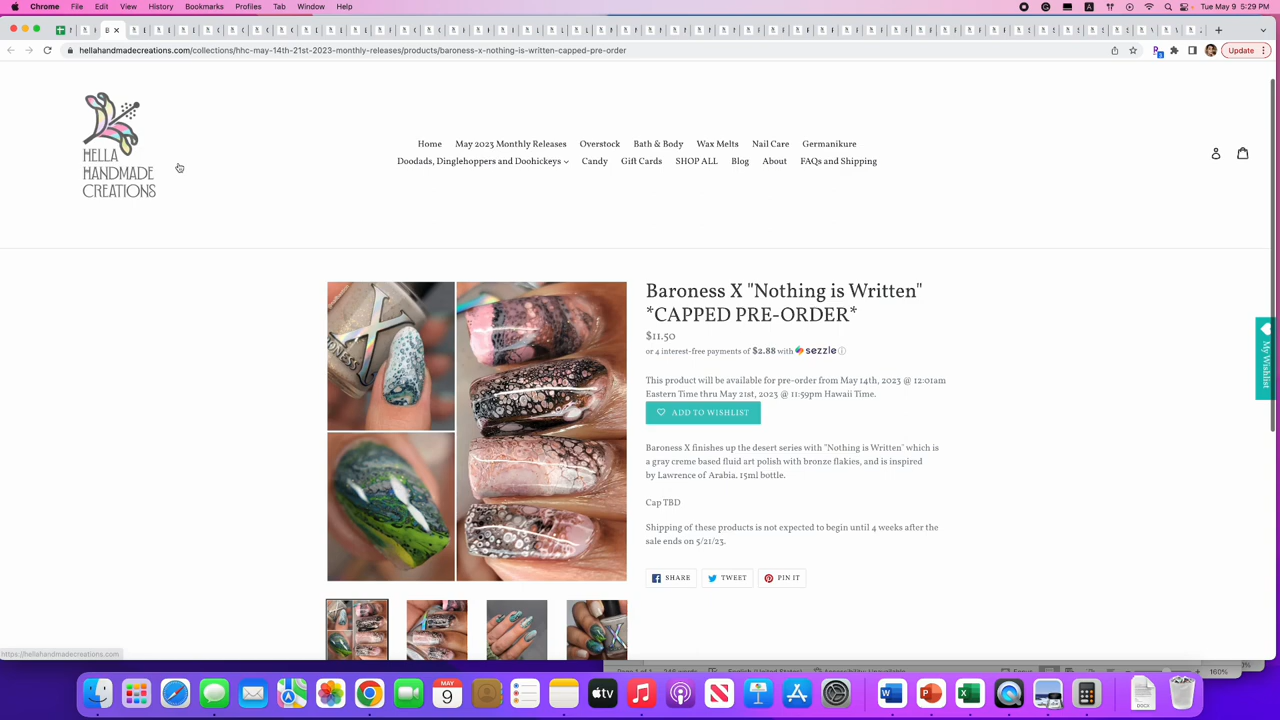 Chrome File Edit View History Bookmarks Profiles Tab Window Help
Tue May 9 5:29 PM
hellahandmadecreations.com/collections/hhc-may-14th-21st-2023-monthly-releases/products/baroness-x-nothing-is-written-capped-pre-order
Update
HELLA
HANDMADE
CREATIONS
Home May 2023 Monthly Releases Overstock Bath & Body Wax Melts Nail Care Germanikure
Doodads, Dinglehoppers and Doohickeys Candy Gift Cards SHOP ALL Blog About FAQs and Shipping
Baroness X "Nothing is Written"
*CAPPED PRE-ORDER*
$11.50
or 4 interest-free payments of $2.88 with sezzle
This product will be available for pre-order from May 14th, 2023 @ 12:01am
Eastern Time thru May 21st, 2023 @ 11:59pm Hawaii Time.
ADD TO WISHLIST
My Wishlist
Baroness X finishes up the desert series with "Nothing is Written" which is
a gray creme based fluid art polish with bronze flakies, and is inspired
by Lawrence of Arabia. 15ml bottle.
Cap TBD
Shipping of these products is not expected to begin until 4 weeks after the
sale ends on 5/21/23.
SHARE TWEET PIN IT
https://hellahandmadecreations.com
160%
MAY
9
tv
DOCX